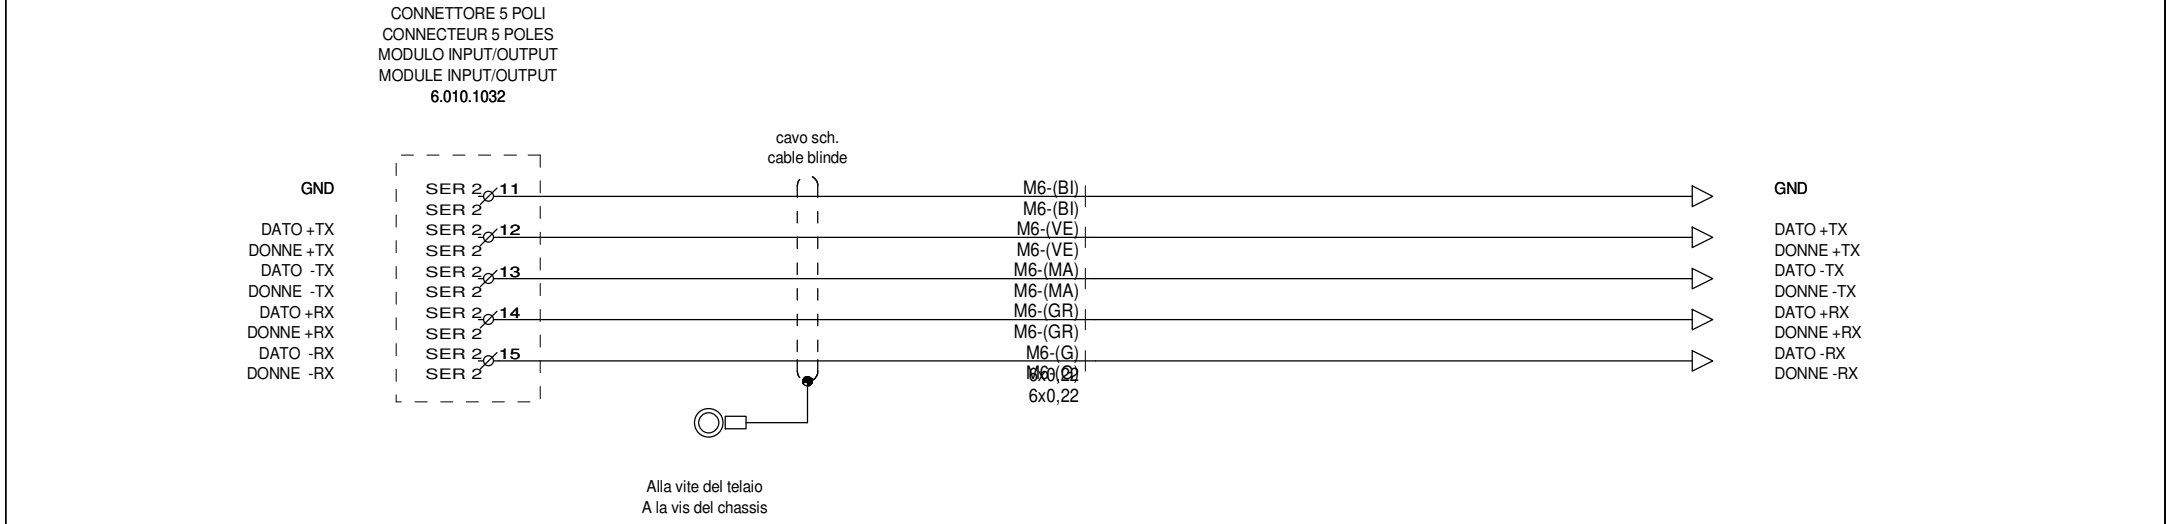 CONNETTORE 5 POLI
CONNECTEUR 5 POLES
MODULO INPUT/OUTPUT
MODULE INPUT/OUTPUT
6.010.1032
cavo sch.
cable blinde
GND SER 2 11 M6-(BI) GND
SER 2 M6-(BI)
DATO +TX SER 2 12 M6-(VE) DATO +TX
DONNE +TX SER 2 M6-(VE) DONNE +TX
DATO -TX SER 2 13 M6-(MA) DATO -TX
DONNE -TX SER 2 M6-(MA) DONNE -TX
DATO +RX SER 2 14 M6-(GR) DATO +RX
DONNE +RX SER 2 M6-(GR) DONNE +RX
DATO -RX SER 2 15 M6-(G) DATO -RX
DONNE -RX SER 2 M6-(G) 6x0,22 DONNE -RX
6x0,22
Alla vite del telaio
A la vis del chassis